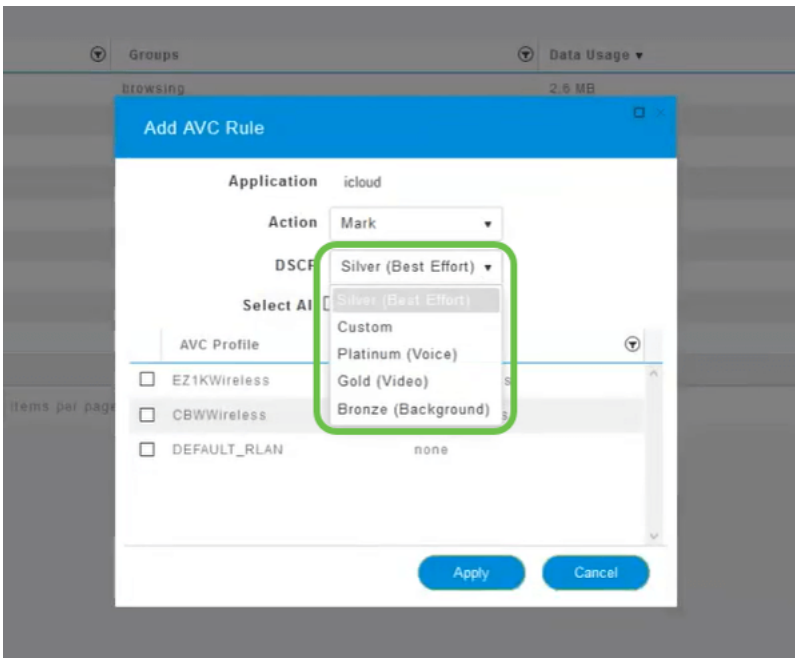 Groups Data Usage ▾
browsing 2.6 MB
Add AVC Rule
Application icloud
Action Mark
DSCP Silver (Best Effort)
Select Al
Silver (Best Effort)
Custom
Platinum (Voice)
Gold (Video)
Bronze (Background)
AVC Profile
EZ1KWireless s
CBWWireless s
DEFAULT_RLAN none
items per page
Apply Cancel